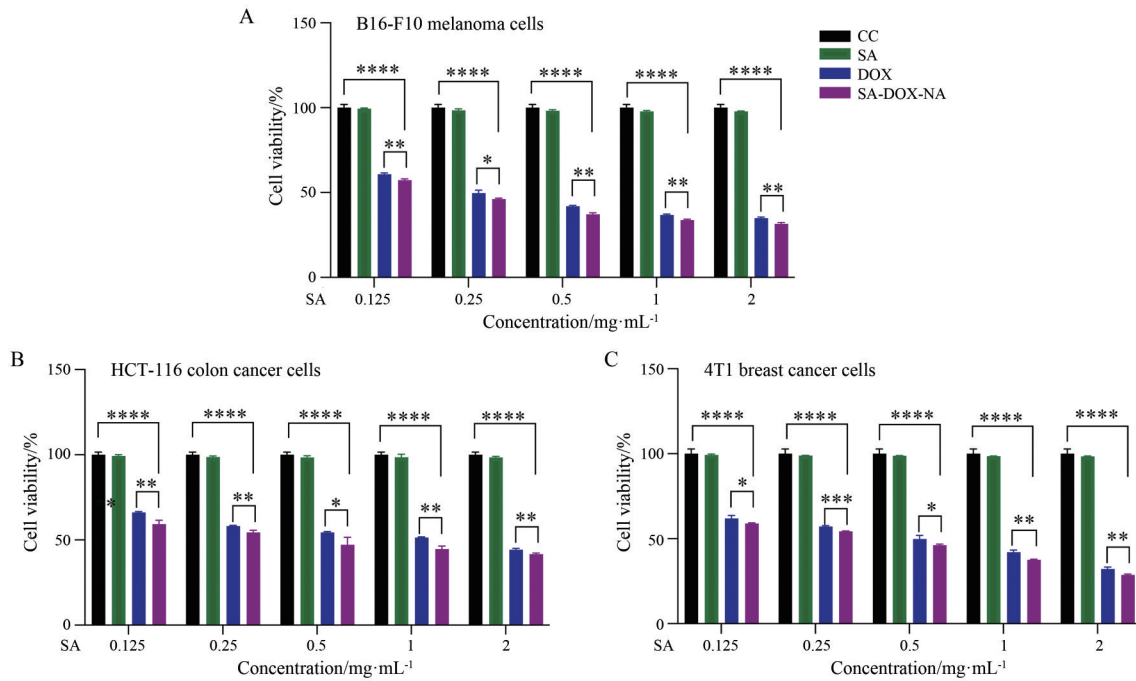 A
B16-F10 melanoma cells
CC
SA
DOX
SA-DOX-NA
150
100
50
0
Cell viability/%
**** **** **** **** ****
** * ** ** **
SA 0.125 0.25 0.5 1 2
Concentration/mg·mL⁻¹
B
HCT-116 colon cancer cells
150
100
50
0
Cell viability/%
**** **** **** **** ****
* ** ** * ** **
SA 0.125 0.25 0.5 1 2
Concentration/mg·mL⁻¹
C
4T1 breast cancer cells
150
100
50
0
Cell viability/%
**** **** **** **** ****
* *** * ** **
SA 0.125 0.25 0.5 1 2
Concentration/mg·mL⁻¹